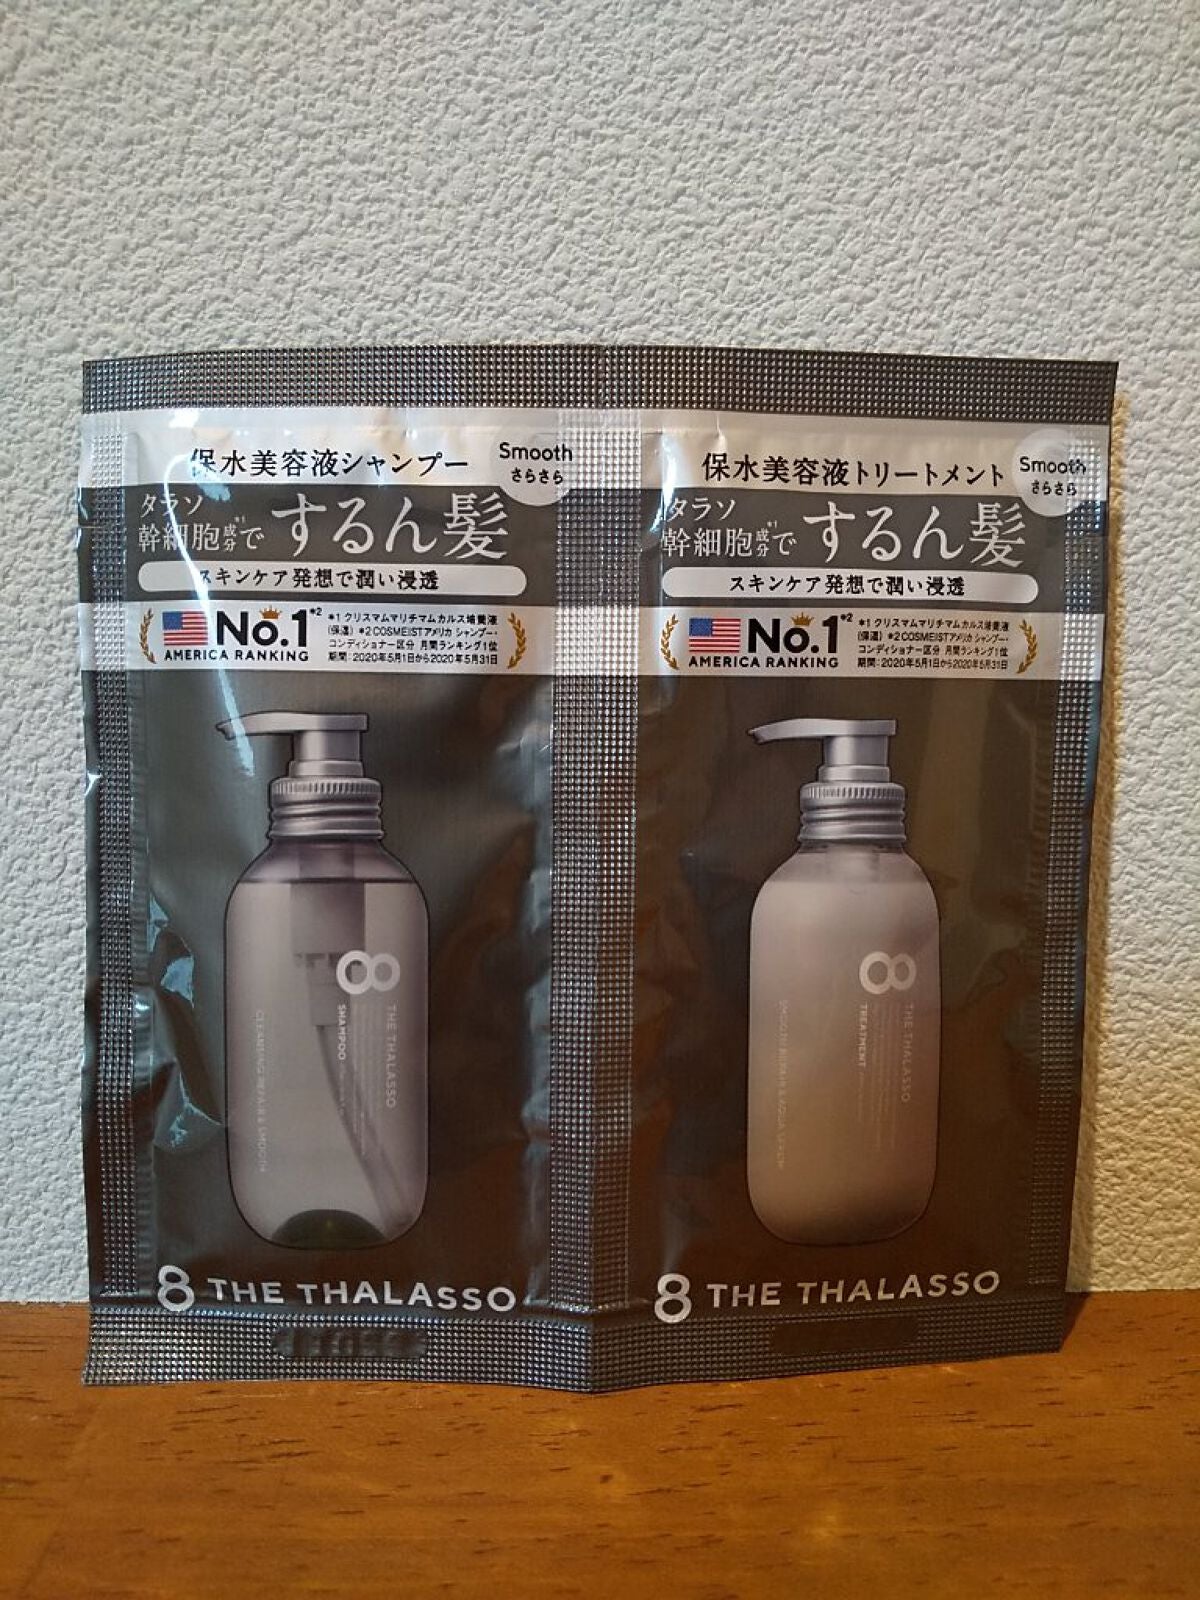 保水美容液シャンプー
Smooth
さらさら
タラソ
幹細胞成分*1で するん髪
スキンケア発想で潤い浸透
No.1*2
AMERICA RANKING
*1 クリスマムマリチマムカルス培養液
(保湿) *2 COSMEISTアメリカ シャンプー・
コンディショナー区分 月間ランキング1位
期間:2020年5月1日から2020年5月31日
8
THE THALASSO
SHAMPOO
CLEANSING REPAIR & SMOOTH
8 THE THALASSO
保水美容液トリートメント
Smooth
さらさら
タラソ
幹細胞成分*1で するん髪
スキンケア発想で潤い浸透
No.1*2
AMERICA RANKING
*1 クリスマムマリチマムカルス培養液
(保湿) *2 COSMEISTアメリカ シャンプー・
コンディショナー区分 月間ランキング1位
期間:2020年5月1日から2020年5月31日
8
THE THALASSO
TREATMENT
8 THE THALASSO